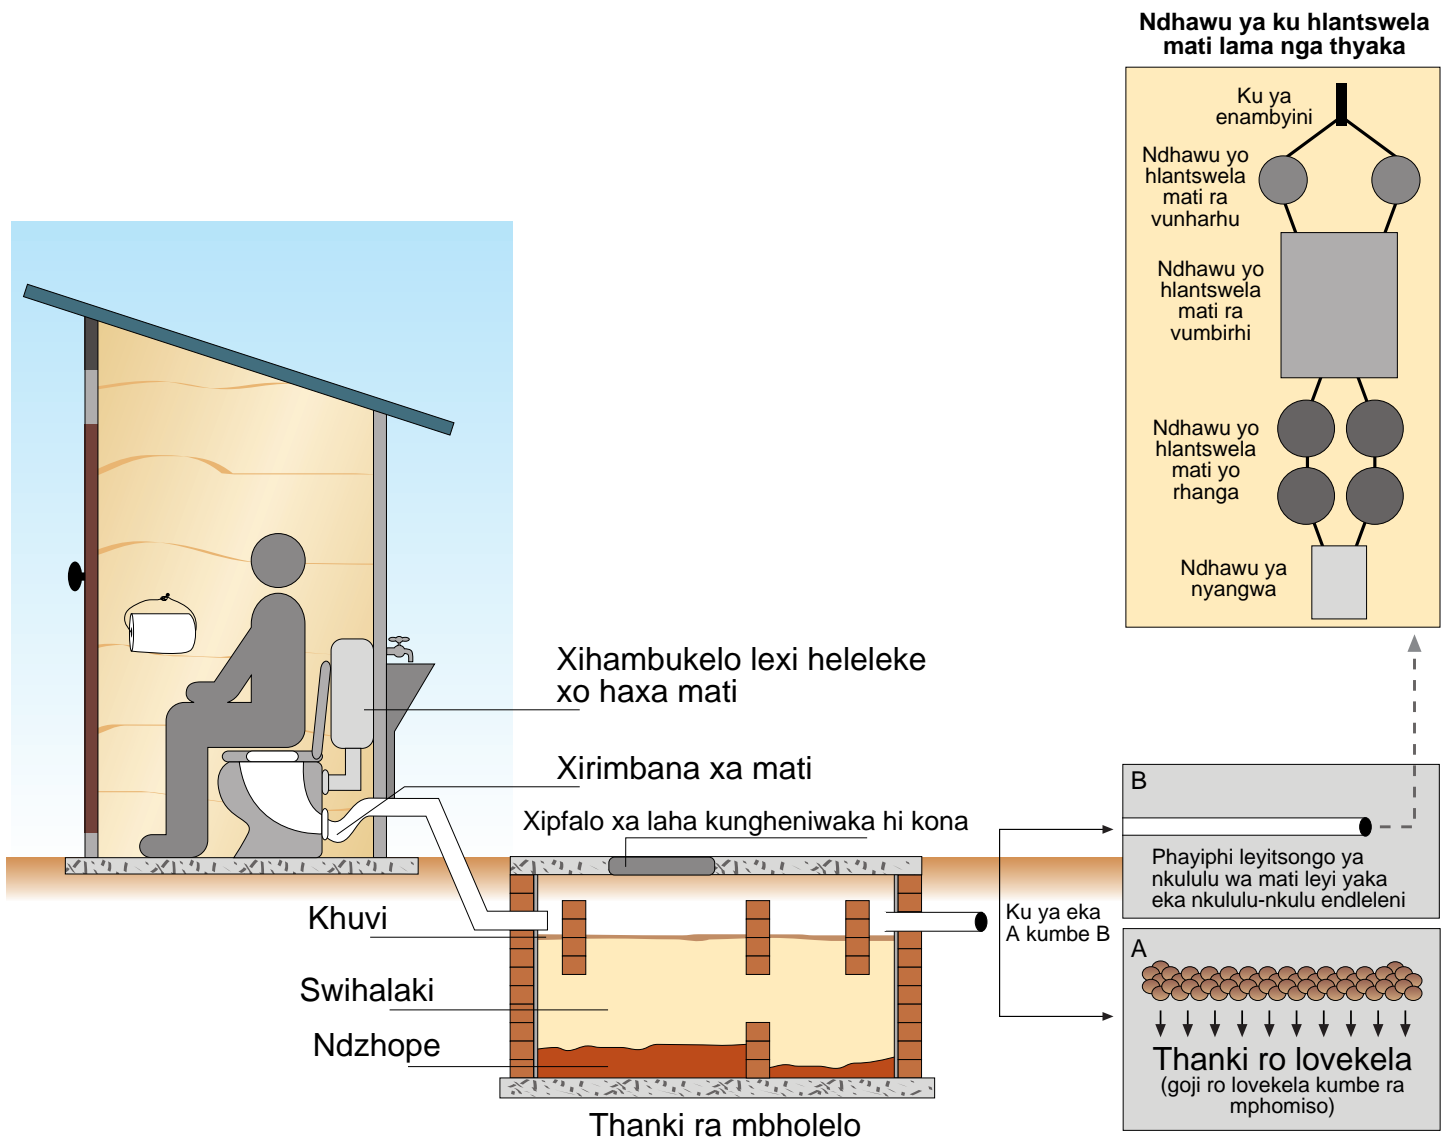 Ndhawu ya ku hlantswela
mati lama nga thyaka
Ku ya
enambyini
Ndhawu yo
hlantswela
mati ra
vunharhu
Ndhawu yo
hlantswela
mati ra
vumbirhi
Ndhawu yo
hlantswela
mati yo
rhanga
Ndhawu ya
nyangwa
Xihambukelo lexi heleleke
xo haxa mati
Xirimbana xa mati
Xipfalo xa laha kungheniwaka hi kona
Khuvi
Swihalaki
Ndzhope
Thanki ra mbholelo
Ku ya eka
A kumbe B
B
Phayiphi leyitsongo ya
nkululu wa mati leyi yaka
eka nkululu-nkulu endleleni
A
Thanki ro lovekela
(goji ro lovekela kumbe ra
mphomiso)